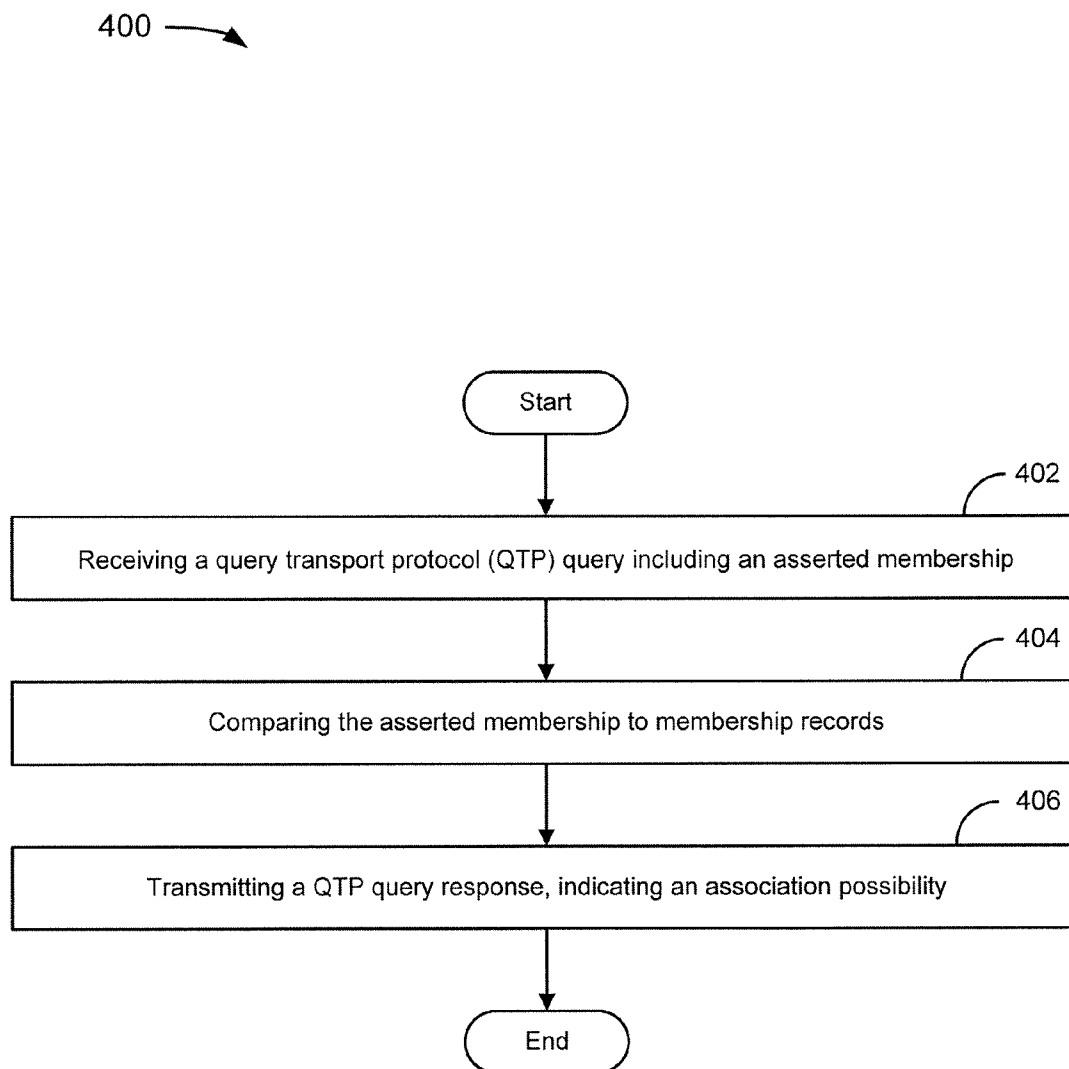 400
Start
402
Receiving a query transport protocol (QTP) query including an asserted membership
404
Comparing the asserted membership to membership records
406
Transmitting a QTP query response, indicating an association possibility
End